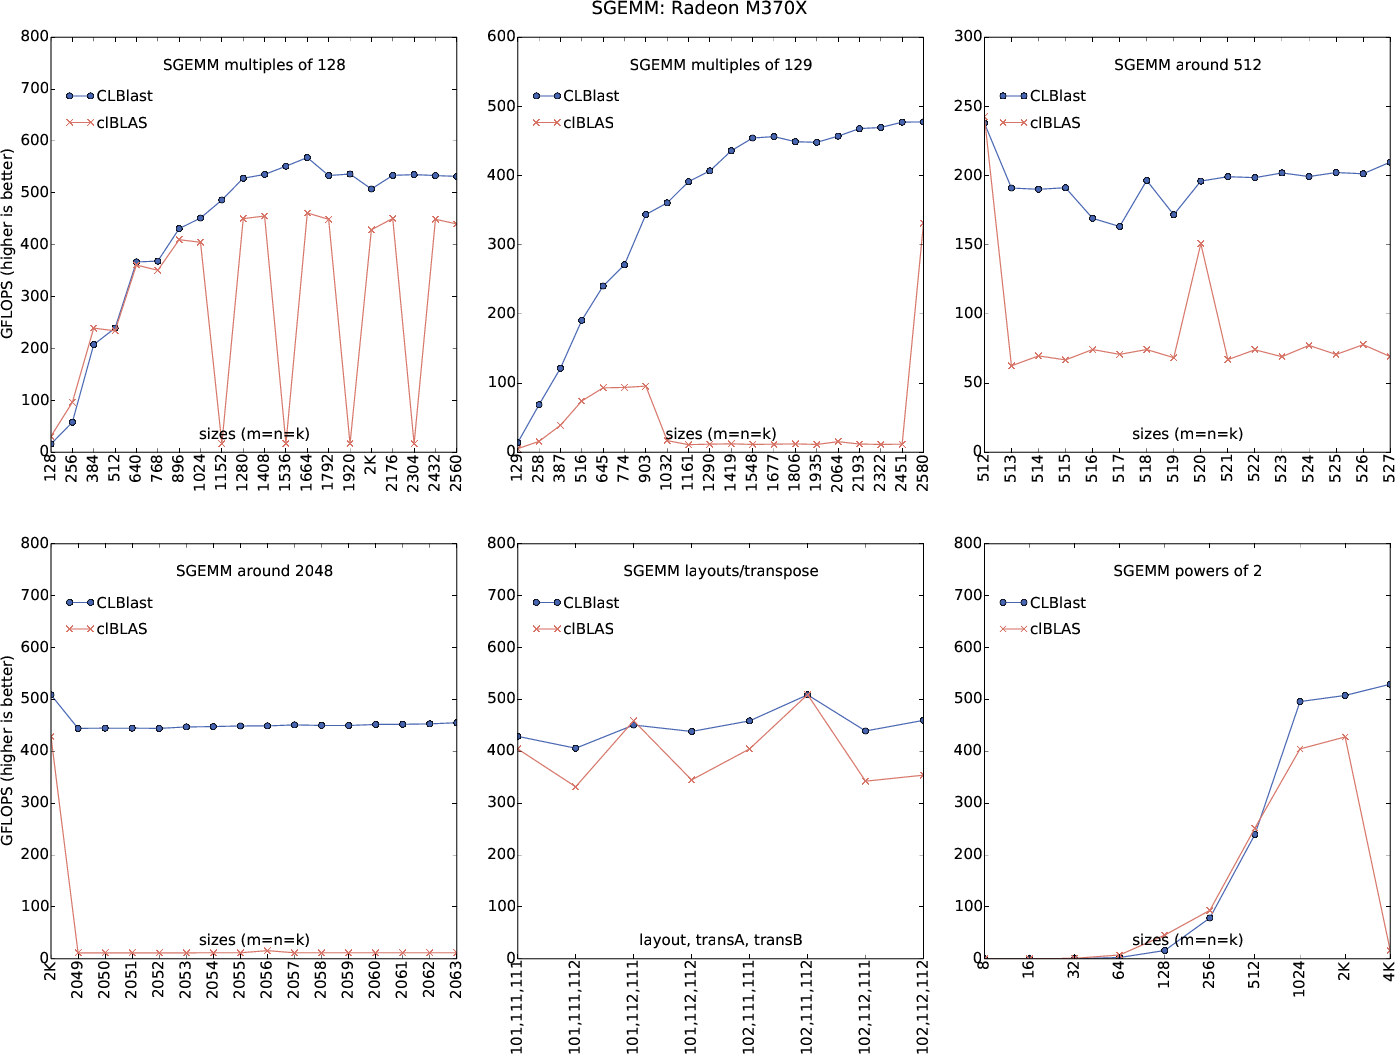 SGEMM: Radeon M370X
SGEMM multiples of 128
CLBlast
clBLAS
GFLOPS (higher is better)
800
700
600
500
400
300
200
100
0
sizes (m=n=k)
128 256 384 512 640 768 896 1024 1152 1280 1408 1536 1664 1792 1920 2K 2176 2304 2432 2560
SGEMM multiples of 129
CLBlast
clBLAS
600
500
400
300
200
100
0
sizes (m=n=k)
129 258 387 516 645 774 903 1032 1161 1290 1419 1548 1677 1806 1935 2064 2193 2322 2451 2580
SGEMM around 512
CLBlast
clBLAS
300
250
200
150
100
50
0
sizes (m=n=k)
512 513 514 515 516 517 518 519 520 521 522 523 524 525 526 527
SGEMM around 2048
CLBlast
clBLAS
GFLOPS (higher is better)
800
700
600
500
400
300
200
100
0
sizes (m=n=k)
2K 2049 2050 2051 2052 2053 2054 2055 2056 2057 2058 2059 2060 2061 2062 2063
SGEMM layouts/transpose
CLBlast
clBLAS
800
700
600
500
400
300
200
100
0
layout, transA, transB
101,111,111 101,111,112 101,112,111 101,112,112 102,111,111 102,111,112 102,112,111 102,112,112
SGEMM powers of 2
CLBlast
clBLAS
800
700
600
500
400
300
200
100
0
sizes (m=n=k)
8 16 32 64 128 256 512 1024 2K 4K